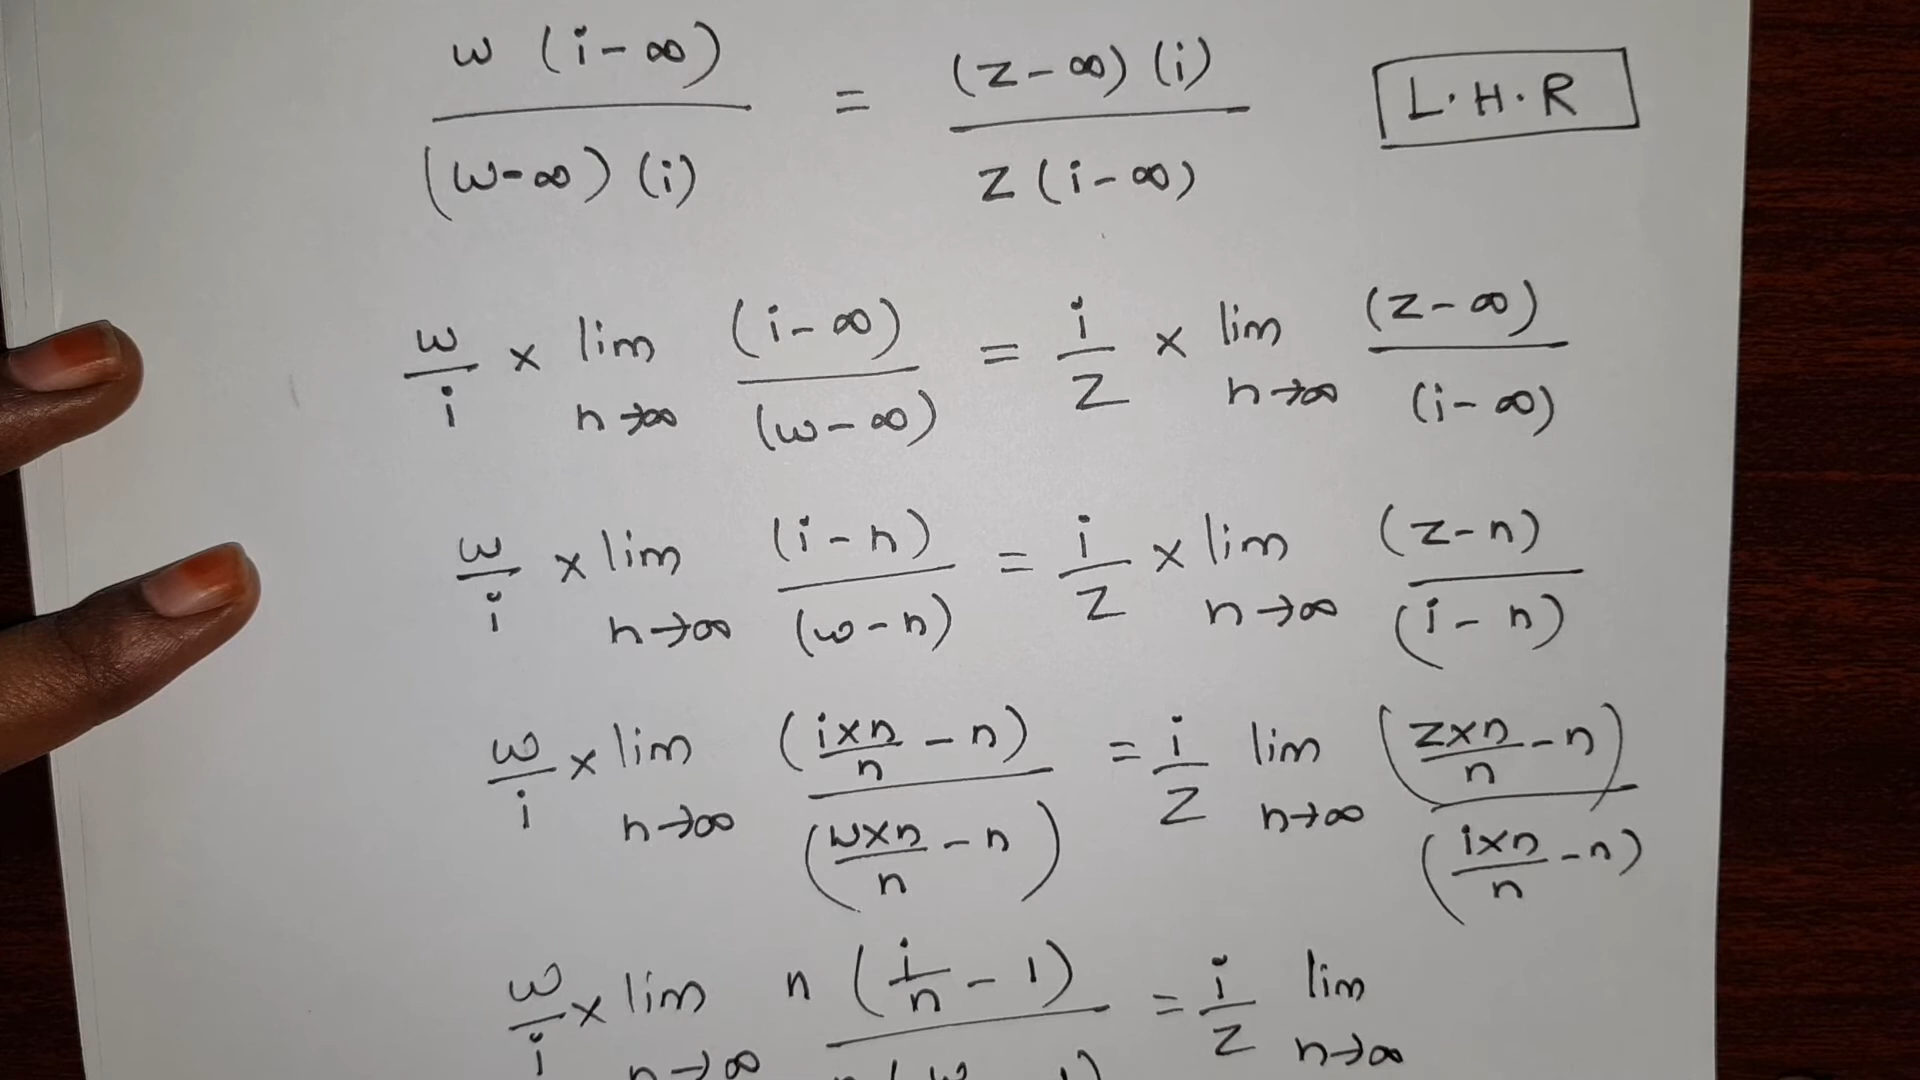 w (i-∞) / (w-∞) (i) = (z-∞) (i) / z (i-∞)
L.H.R
w/i × lim n→∞ (i-∞) / (w-∞) = i/z × lim n→∞ (z-∞) / (i-∞)
w/i × lim n→∞ (i-n) / (w-n) = i/z × lim n→∞ (z-n) / (i-n)
w/i × lim n→∞ (i×n/n - n) / (w×n/n - n) = i/z lim n→∞ (z×n/n - n) / (i×n/n - n)
w/i × lim n→∞ n (i/n - 1) = i/z lim n→∞